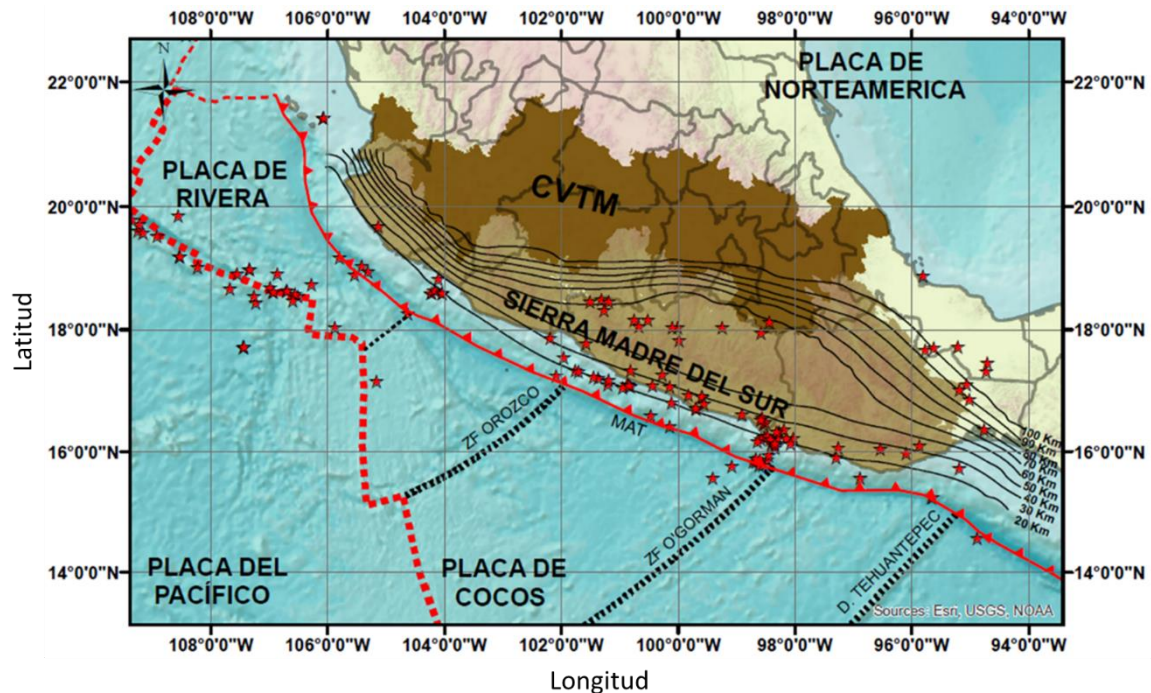 108°0'0"W 106°0'0"W 104°0'0"W 102°0'0"W 100°0'0"W 98°0'0"W 96°0'0"W 94°0'0"W
N
PLACA DE
NORTEAMERICA
22°0'0"N
22°0'0"N
PLACA DE
RIVERA
CVTM
20°0'0"N
20°0'0"N
Latitud
SIERRA MADRE DEL SUR
18°0'0"N
18°0'0"N
ZF OROZCO
MAT
100 Km
90 Km
80 Km
70 Km
60 Km
50 Km
40 Km
30 Km
20 Km
16°0'0"N
16°0'0"N
ZF O'GORMAN
D. TEHUANTEPEC
PLACA DEL
PACÍFICO
PLACA DE
COCOS
14°0'0"N
14°0'0"N
Sources: Esri, USGS, NOAA
108°0'0"W 106°0'0"W 104°0'0"W 102°0'0"W 100°0'0"W 98°0'0"W 96°0'0"W 94°0'0"W
Longitud